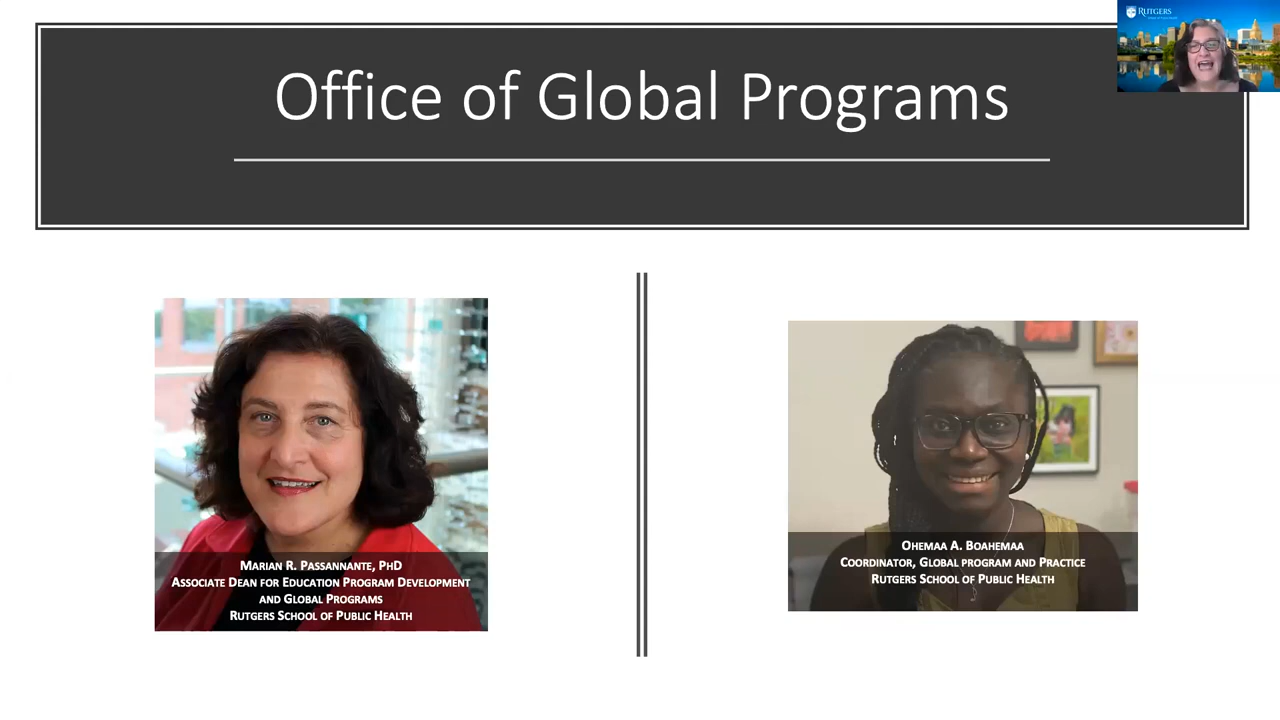 Office of Global Programs
RUTGERS
Marian R. Passannante, PhD
Associate Dean for Education Program Development
and Global Programs
Rutgers School of Public Health
Ohemaa A. Boahemaa
Coordinator, Global program and Practice
Rutgers School of Public Health